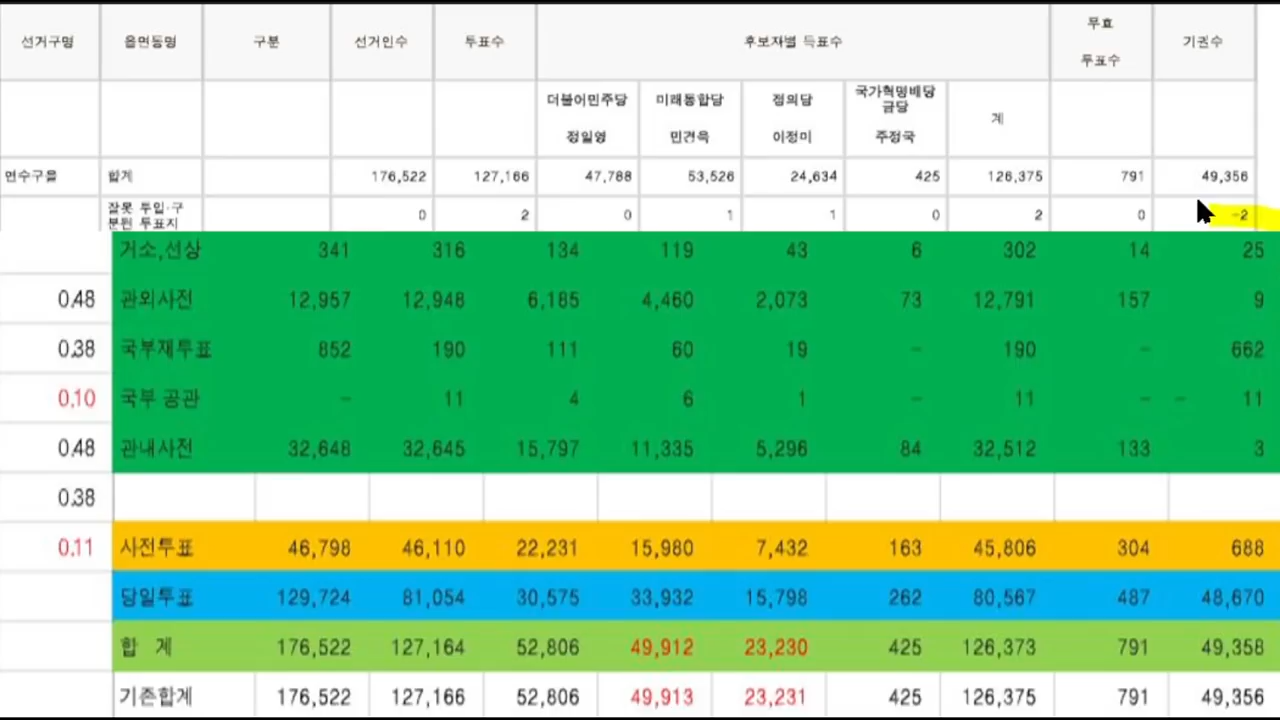 선거구명 읍면동명 구분 선거인수 투표수 후보자별 득표수 무효 투표수 기권수
더불어민주당 정일영 미래통합당 민경욱 정의당 이정미 국가혁명배당금당 주정국 계
연수구을 합계 176,522 127,166 47,788 53,526 24,634 425 126,375 791 49,356
잘못 투입·구분된 투표지 0 2 0 1 1 0 2 0 -2
거소,선상 341 316 134 119 43 6 302 14 25
0.48 관외사전 12,957 12,948 6,185 4,460 2,073 73 12,791 157 9
0.38 국부재투표 852 190 111 60 19 - 190 - 662
0.10 국부 공관 - 11 4 6 1 - 11 - - 11
0.48 관내사전 32,648 32,645 15,797 11,335 5,296 84 32,512 133 3
0.38
0.11 사전투표 46,798 46,110 22,231 15,980 7,432 163 45,806 304 688
당일투표 129,724 81,054 30,575 33,932 15,798 262 80,567 487 48,670
합 계 176,522 127,164 52,806 49,912 23,230 425 126,373 791 49,358
기존합계 176,522 127,166 52,806 49,913 23,231 425 126,375 791 49,356